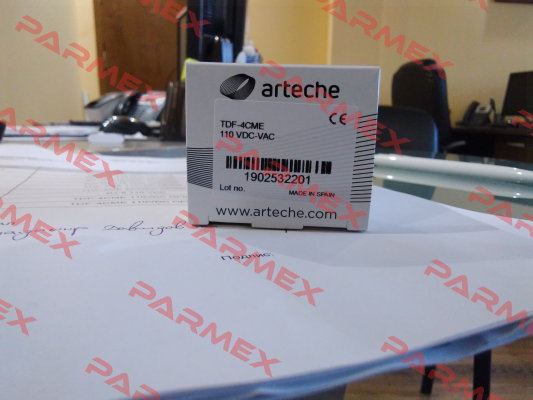 arteche
TDF-4CME
110 VDC-VAC
CE
1902532201
Lot no.
MADE IN SPAIN
www.arteche.com
Подпис
PARMEX
PARMEX
PARMEX
PARMEX
PARMEX
PARMEX
PARMEX
PARMEX